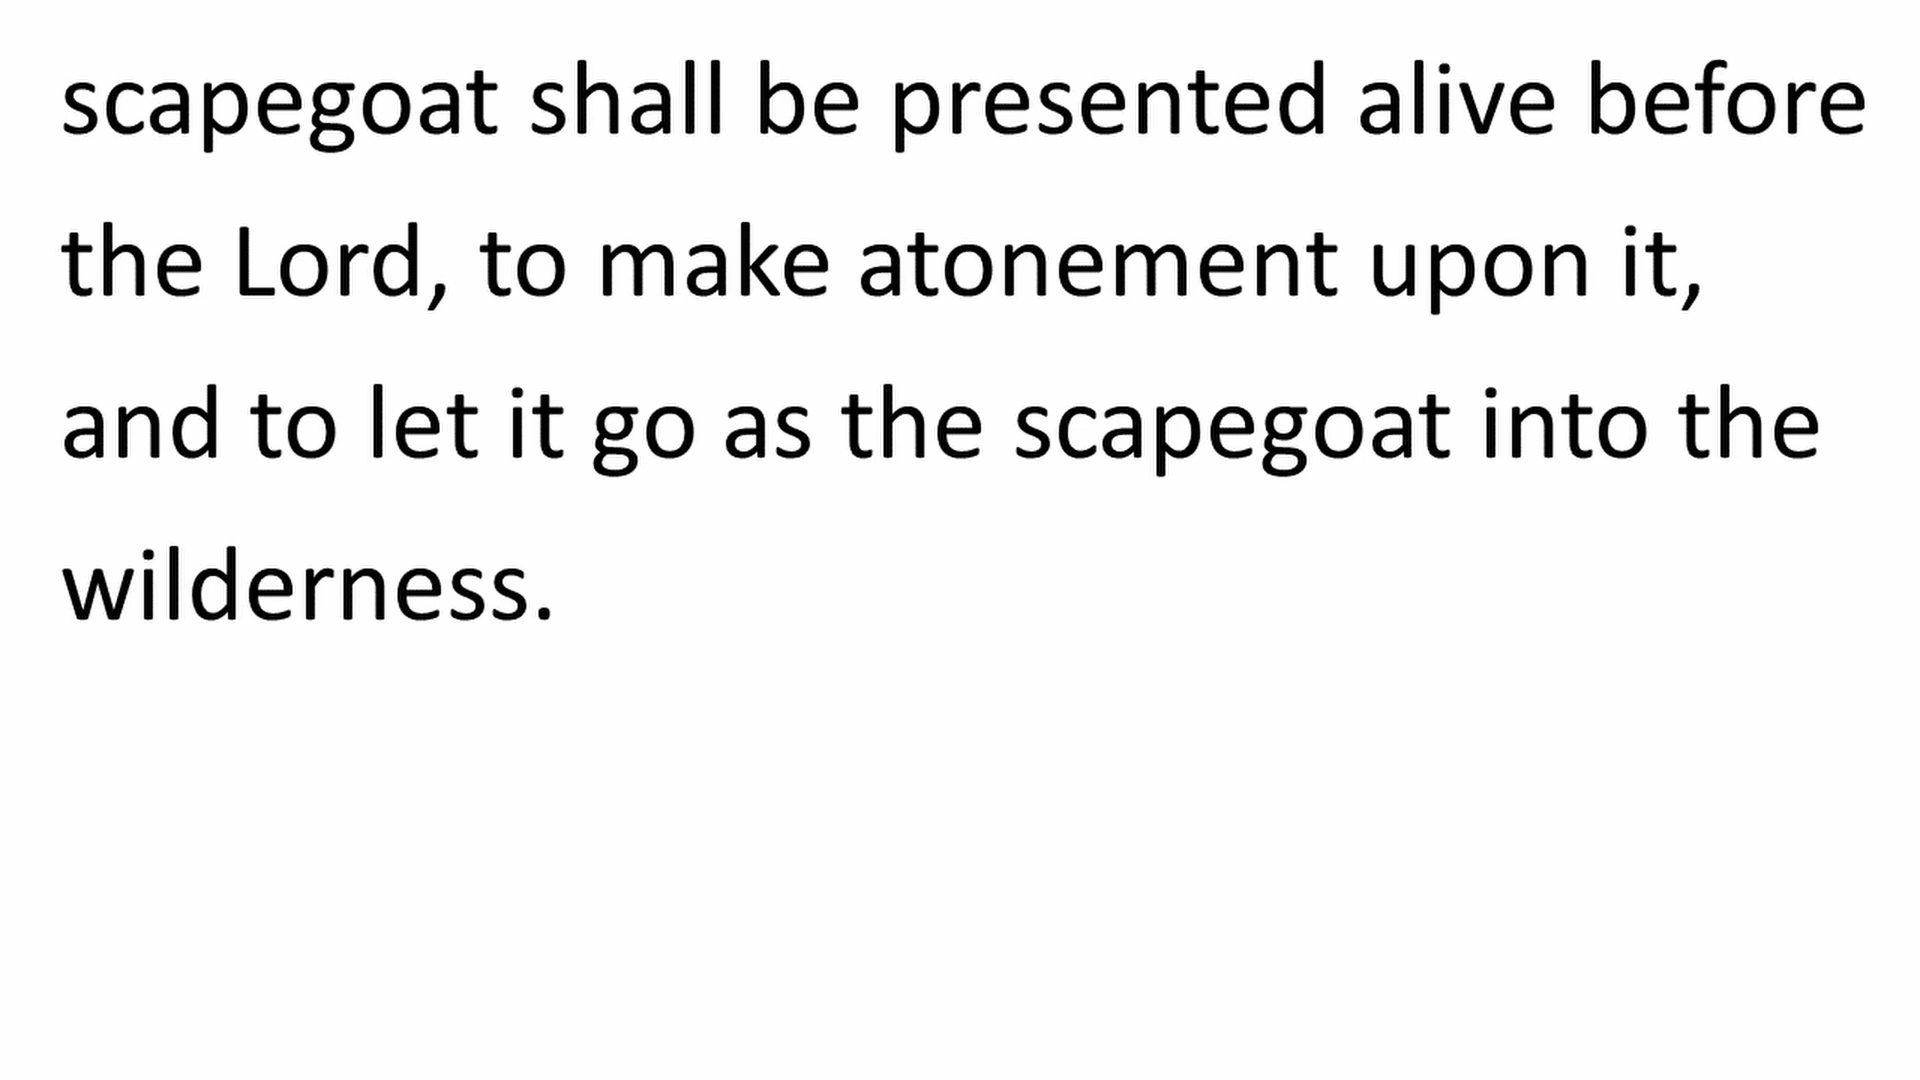 scapegoat shall be presented alive before
the Lord, to make atonement upon it,
and to let it go as the scapegoat into the
wilderness.